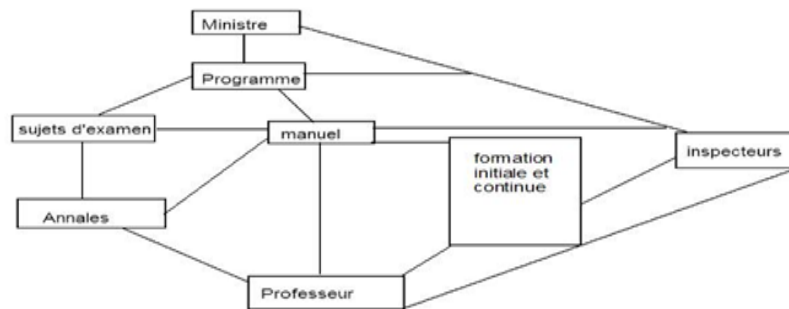 Ministre
Programme
sujets d'examen
manuel
formation
initiale et
continue
inspecteurs
Annales
Professeur